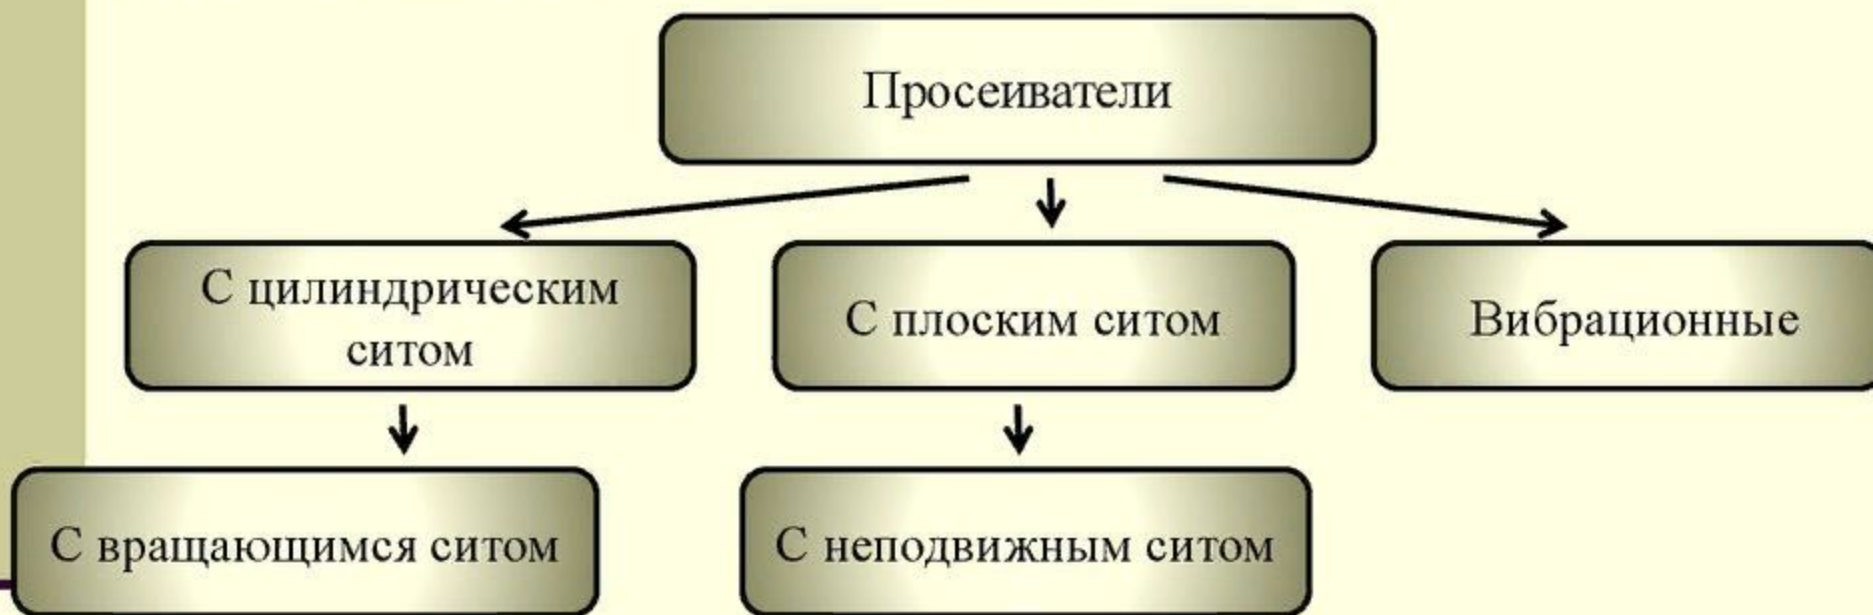 Просеиватели
С цилиндрическим
ситом
С плоским ситом
Вибрационные
С вращающимся ситом
С неподвижным ситом